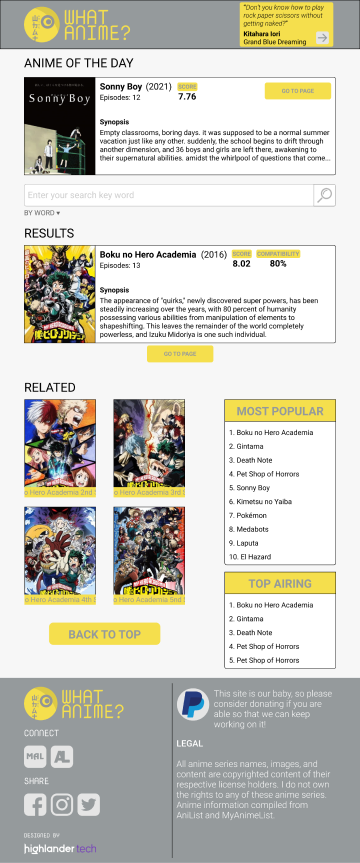 WHAT
ANIME?
"Don't you know how to play
rock paper scissors without
getting naked?"
Kitahara Iori
Grand Blue Dreaming
ANIME OF THE DAY
Sonny Boy
Sonny Boy (2021) SCORE
Episodes: 12 7.76
GO TO PAGE
Synopsis
Empty classrooms, boring days. it was supposed to be a normal summer
vacation just like any other. suddenly, the school begins to drift through
another dimension, and 36 boys and girls are left there, awakening to
their supernatural abilities. amidst the whirlpool of questions that come...
Enter your search key word
BY WORD ▾
RESULTS
Boku no Hero Academia (2016) SCORE COMPATIBILITY
Episodes: 13 8.02 80%
Synopsis
The appearance of "quirks," newly discovered super powers, has been
steadily increasing over the years, with 80 percent of humanity
possessing various abilities from manipulation of elements to
shapeshifting. This leaves the remainder of the world completely
powerless, and Izuku Midoriya is one such individual.
GO TO PAGE
RELATED
o Hero Academia 2nd S
o Hero Academia 3rd S
o Hero Academia 4th S
o Hero Academia 5nd S
BACK TO TOP
MOST POPULAR
1. Boku no Hero Academia
2. Gintama
3. Death Note
4. Pet Shop of Horrors
5. Sonny Boy
6. Kimetsu no Yaiba
7. Pokémon
8. Medabots
9. Laputa
10. El Hazard
TOP AIRING
1. Boku no Hero Academia
2. Gintama
3. Death Note
4. Pet Shop of Horrors
5. Pet Shop of Horrors
WHAT
ANIME?
CONNECT
MAL AL
SHARE
DESIGNED BY
highlander tech
This site is our baby, so please
consider donating if you are
able so that we can keep
working on it!
LEGAL
All anime series names, images, and
content are copyrighted content of their
respective license holders. I do not own
the rights to any of these anime series.
Anime information compiled from
AniList and MyAnimeList.